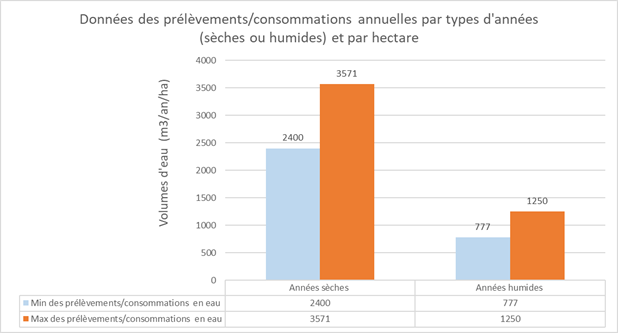 Données des prélèvements/consommations annuelles par types d'années
(sèches ou humides) et par hectare
Volumes d'eau (m3/an/ha)
4000
3500
3000
2500
2000
1500
1000
500
0
2400
3571
777
1250
Années sèches
Années humides
Min des prélèvements/consommations en eau 2400 777
Max des prélèvements/consommations en eau 3571 1250